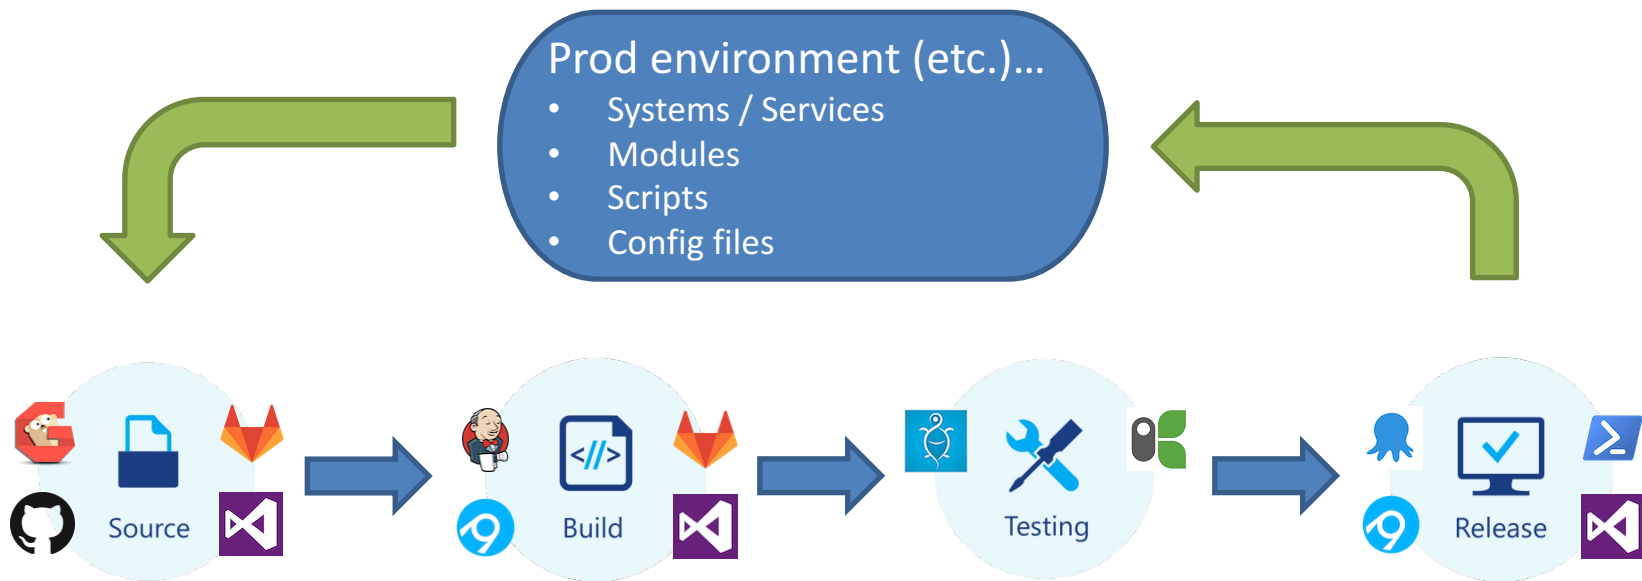 Prod environment (etc.)...
• Systems / Services
• Modules
• Scripts
• Config files
Source
Build
Testing
Release